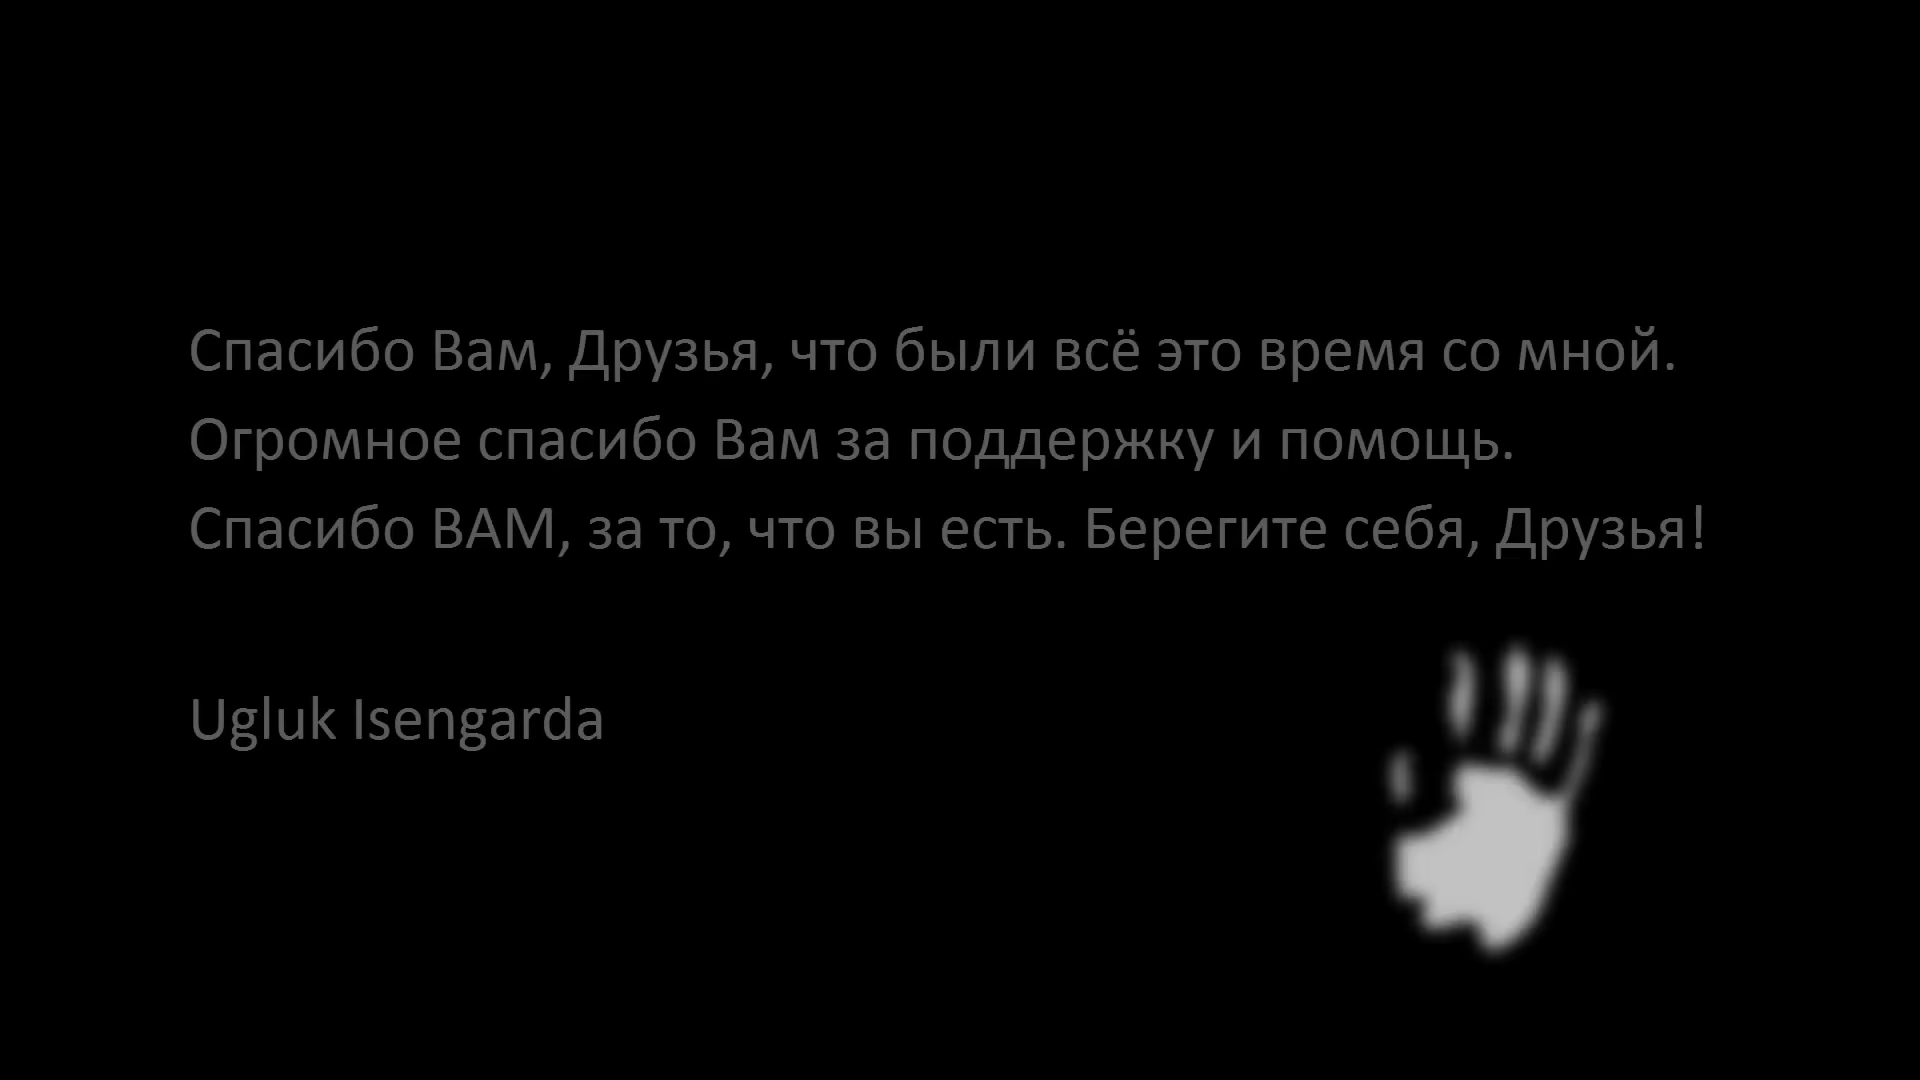 Спасибо Вам, Друзья, что были всё это время со мной.
Огромное спасибо Вам за поддержку и помощь.
Спасибо ВАМ, за то, что вы есть. Берегите себя, Друзья!
Ugluk Isengarda